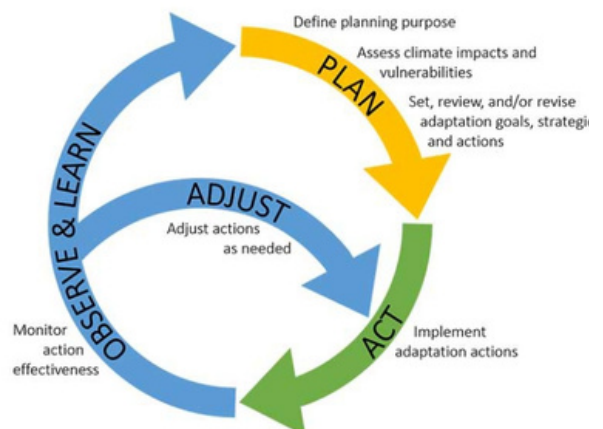 Define planning purpose
PLAN
Assess climate impacts and
vulnerabilities
Set, review, and/or revise
adaptation goals, strategie
and actions
OBSERVE & LEARN
ADJUST
Adjust actions
as needed
Monitor
action
effectiveness
ACT
Implement
adaptation actions